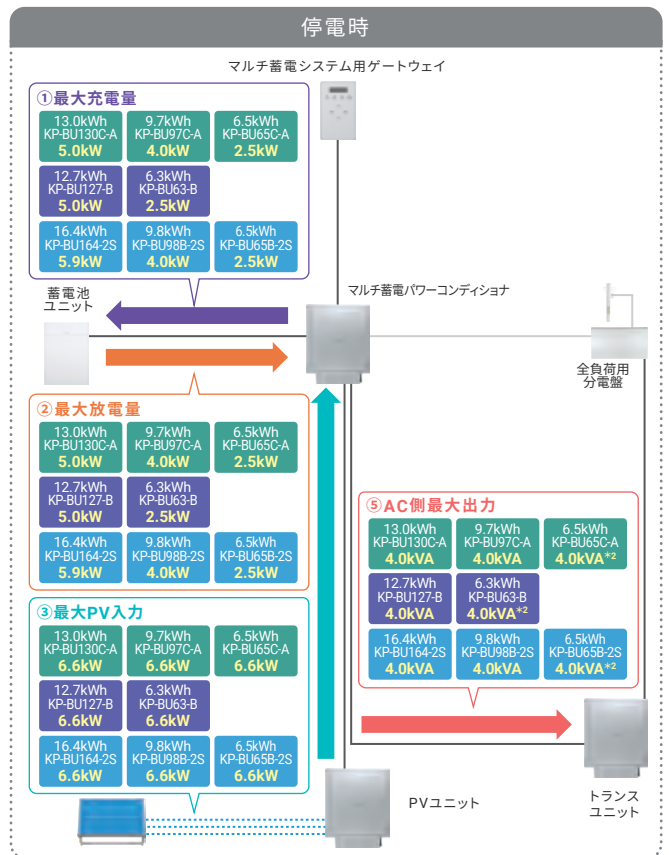 停電時
マルチ蓄電システム用ゲートウェイ
①最大充電量
13.0kWh 9.7kWh 6.5kWh
KP-BU130C-A KP-BU97C-A KP-BU65C-A
5.0kW 4.0kW 2.5kW
12.7kWh 6.3kWh
KP-BU127-B KP-BU63-B
5.0kW 2.5kW
16.4kWh 9.8kWh 6.5kWh
KP-BU164-2S KP-BU98B-2S KP-BU65B-2S
5.9kW 4.0kW 2.5kW
蓄電池
ユニット
マルチ蓄電パワーコンディショナ
全負荷用
分電盤
②最大放電量
13.0kWh 9.7kWh 6.5kWh
KP-BU130C-A KP-BU97C-A KP-BU65C-A
5.0kW 4.0kW 2.5kW
12.7kWh 6.3kWh
KP-BU127-B KP-BU63-B
5.0kW 2.5kW
16.4kWh 9.8kWh 6.5kWh
KP-BU164-2S KP-BU98B-2S KP-BU65B-2S
5.9kW 4.0kW 2.5kW
⑤AC側最大出力
13.0kWh 9.7kWh 6.5kWh
KP-BU130C-A KP-BU97C-A KP-BU65C-A
4.0kVA 4.0kVA 4.0kVA*2
12.7kWh 6.3kWh
KP-BU127-B KP-BU63-B
4.0kVA 4.0kVA*2
16.4kWh 9.8kWh 6.5kWh
KP-BU164-2S KP-BU98B-2S KP-BU65B-2S
4.0kVA 4.0kVA 4.0kVA*2
③最大PV入力
13.0kWh 9.7kWh 6.5kWh
KP-BU130C-A KP-BU97C-A KP-BU65C-A
6.6kW 6.6kW 6.6kW
12.7kWh 6.3kWh
KP-BU127-B KP-BU63-B
6.6kW 6.6kW
16.4kWh 9.8kWh 6.5kWh
KP-BU164-2S KP-BU98B-2S KP-BU65B-2S
6.6kW 6.6kW 6.6kW
PVユニット
トランス
ユニット